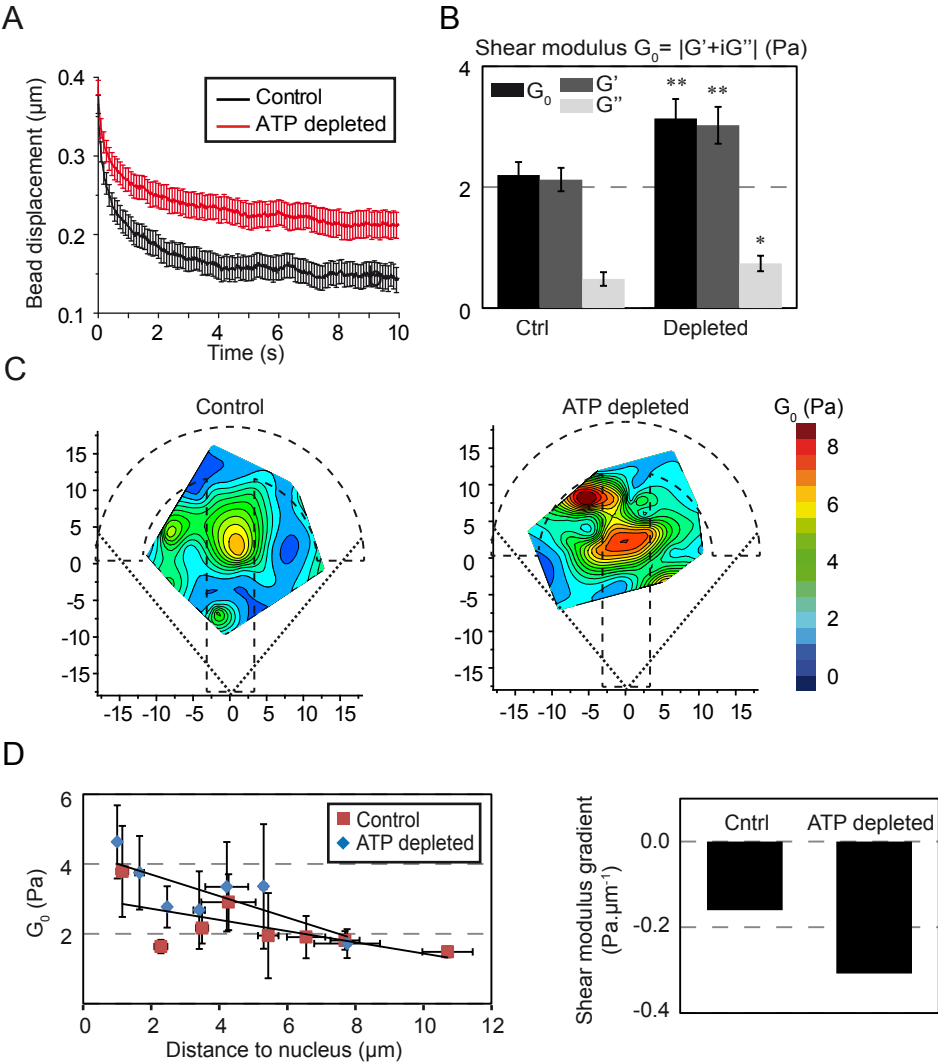 A
Bead displacement (μm)
0.4
0.3
0.2
0.1
Control
ATP depleted
0 2 4 6 8 10
Time (s)
B
Shear modulus G₀= |G’+iG’’| (Pa)
4
2
0
G₀
G’
G’’
** **
*
Ctrl Depleted
C
Control
15
10
5
0
-5
-10
-15
-15 -10 -5 0 5 10 15
ATP depleted
15
10
5
0
-5
-10
-15
-15 -10 -5 0 5 10 15
G₀ (Pa)
8
6
4
2
0
D
G₀ (Pa)
6
4
2
Control
ATP depleted
0 2 4 6 8 10 12
Distance to nucleus (μm)
Shear modulus gradient
(Pa.μm⁻¹)
Cntrl ATP depleted
0.0
-0.2
-0.4